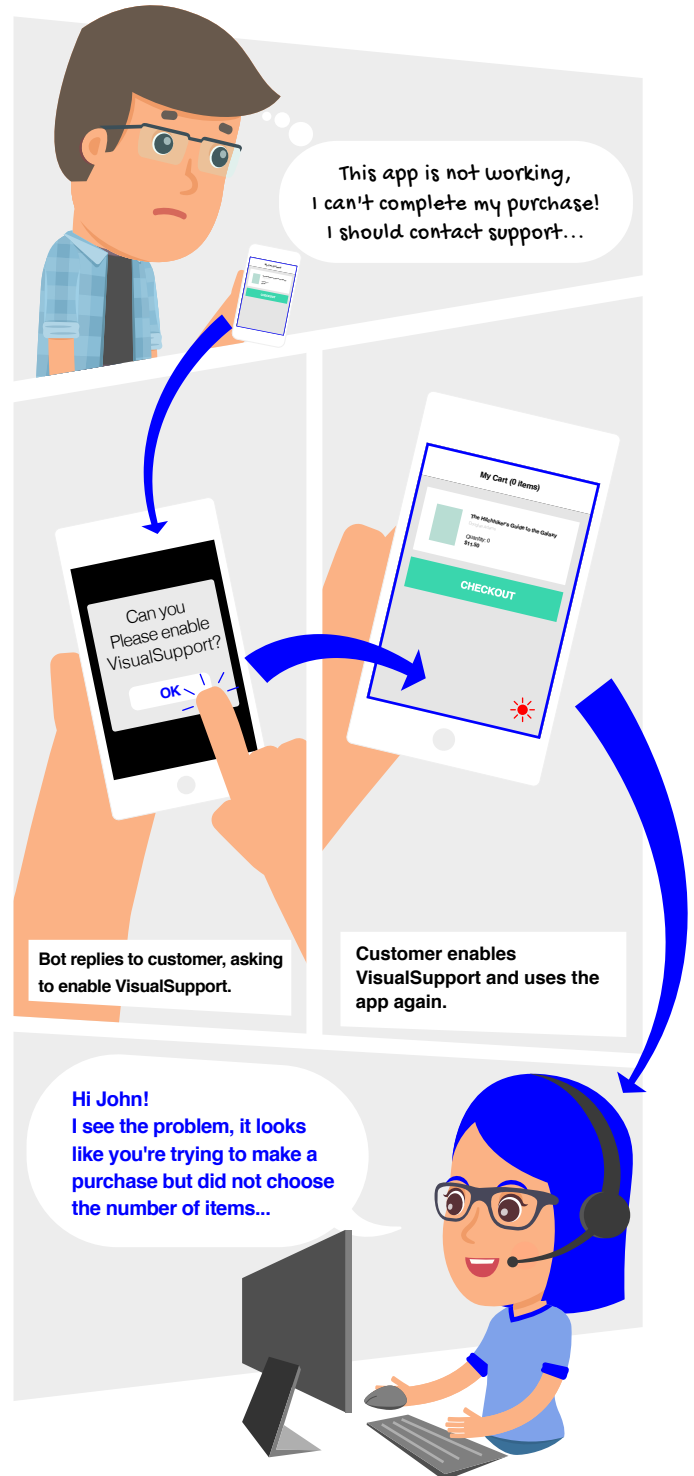 This app is not working,
I can't complete my purchase!
I should contact support...
Can you
Please enable
VisualSupport?
OK
My Cart (0 items)
The Hitchhiker's Guide to the Galaxy
Quantity: 0
$11.50
CHECKOUT
Bot replies to customer, asking
to enable VisualSupport.
Customer enables
VisualSupport and uses the
app again.
Hi John!
I see the problem, it looks
like you're trying to make a
purchase but did not choose
the number of items...